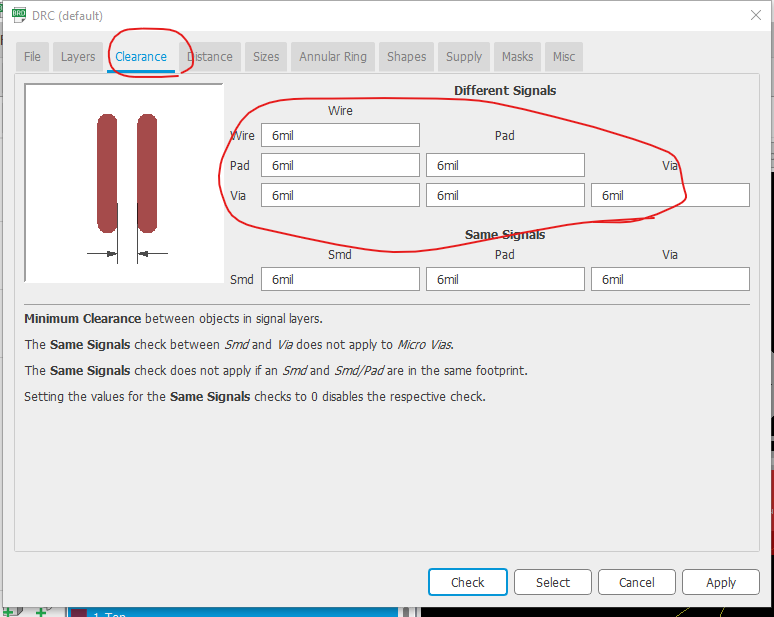 BRD DRC (default)
File Layers Clearance Distance Sizes Annular Ring Shapes Supply Masks Misc
Different Signals
Wire
Wire 6mil Pad
Pad 6mil 6mil Via
Via 6mil 6mil 6mil
Same Signals
Smd Pad Via
Smd 6mil 6mil 6mil
Minimum Clearance between objects in signal layers.
The Same Signals check between Smd and Via does not apply to Micro Vias.
The Same Signals check does not apply if an Smd and Smd/Pad are in the same footprint.
Setting the values for the Same Signals checks to 0 disables the respective check.
Check Select Cancel Apply
1 Top